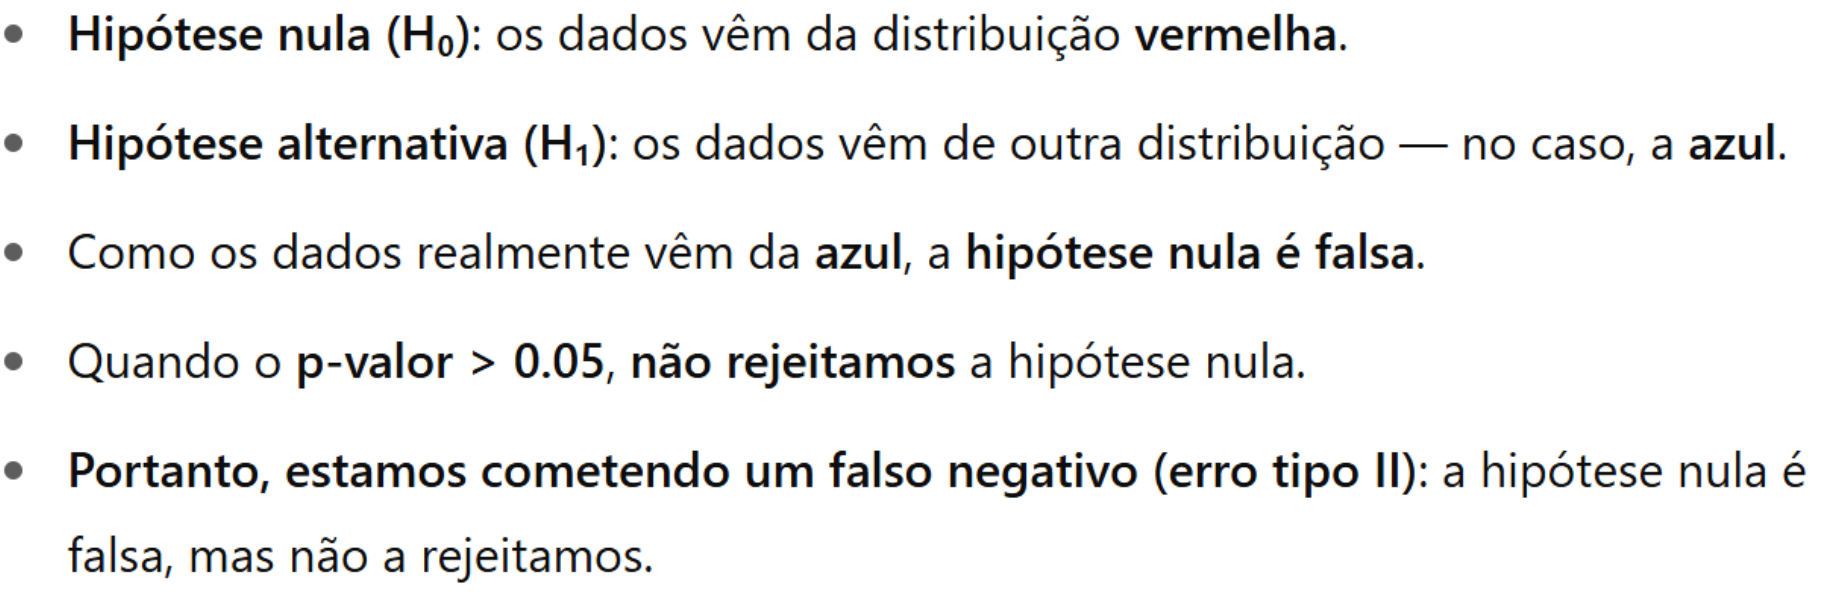 • Hipótese nula (H₀): os dados vêm da distribuição vermelha.
• Hipótese alternativa (H₁): os dados vêm de outra distribuição — no caso, a azul.
• Como os dados realmente vêm da azul, a hipótese nula é falsa.
• Quando o p-valor > 0.05, não rejeitamos a hipótese nula.
• Portanto, estamos cometendo um falso negativo (erro tipo II): a hipótese nula é
falsa, mas não a rejeitamos.